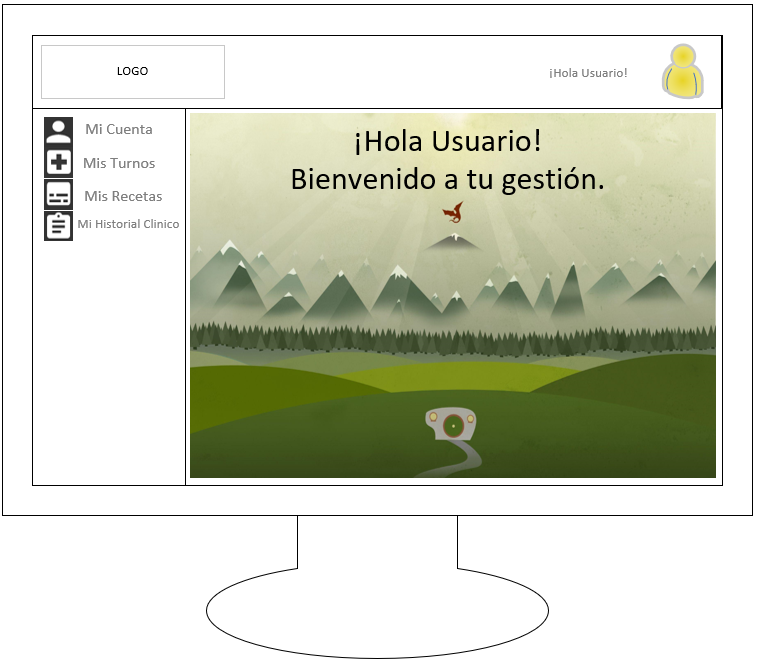 LOGO
¡Hola Usuario!
Mi Cuenta
Mis Turnos
Mis Recetas
Mi Historial Clinico
¡Hola Usuario!
Bienvenido a tu gestión.